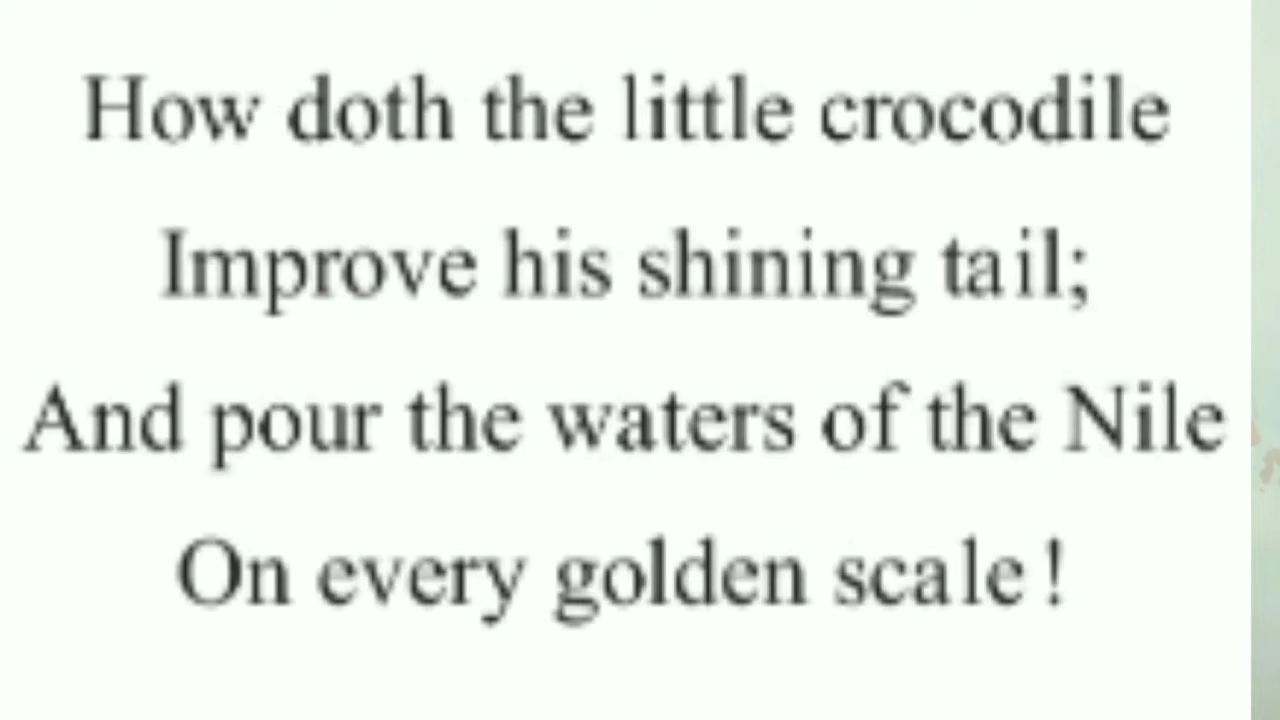 How doth the little crocodile
Improve his shining tail;
And pour the waters of the Nile
On every golden scale!